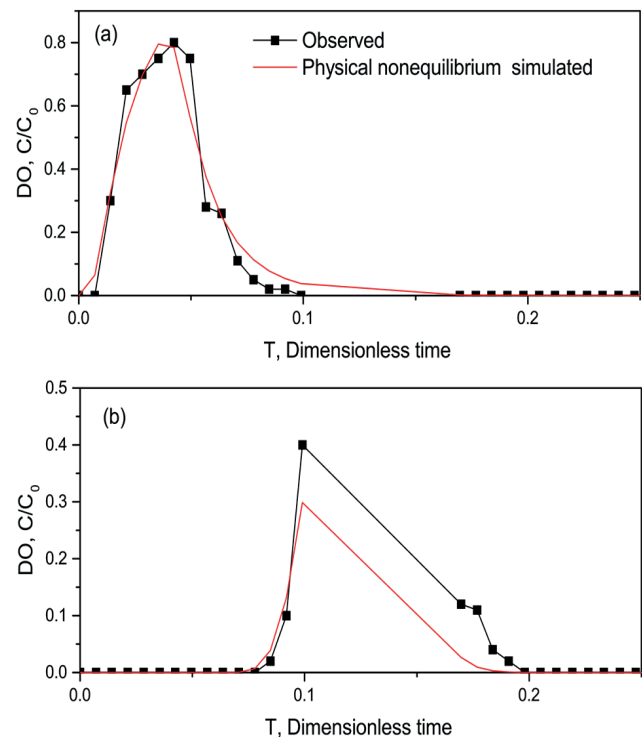 (a)
Observed
Physical nonequilibrium simulated
DO, C/C₀
0.8
0.6
0.4
0.2
0.0
0.0 0.1 0.2
T, Dimensionless time
(b)
DO, C/C₀
0.5
0.4
0.3
0.2
0.1
0.0
0.0 0.1 0.2
T, Dimensionless time